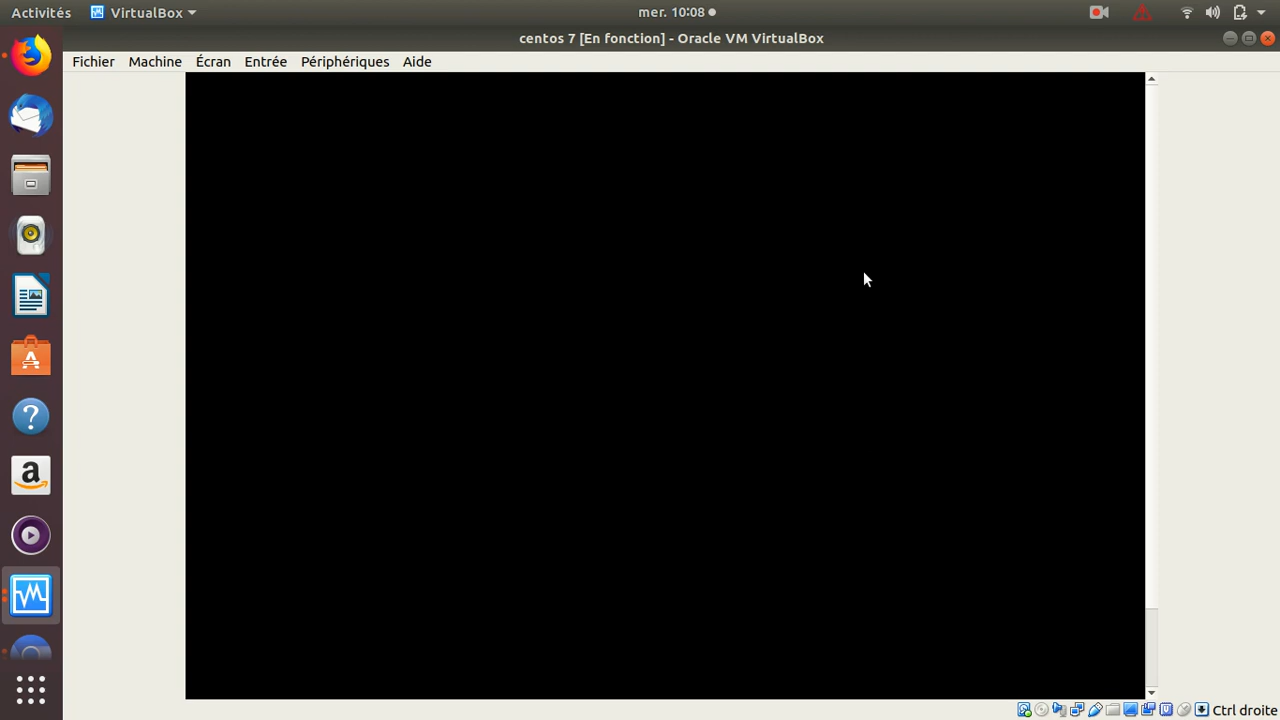 Activités VirtualBox mer. 10:08
centos 7 [En fonction] - Oracle VM VirtualBox
Fichier Machine Écran Entrée Périphériques Aide
Ctrl droite